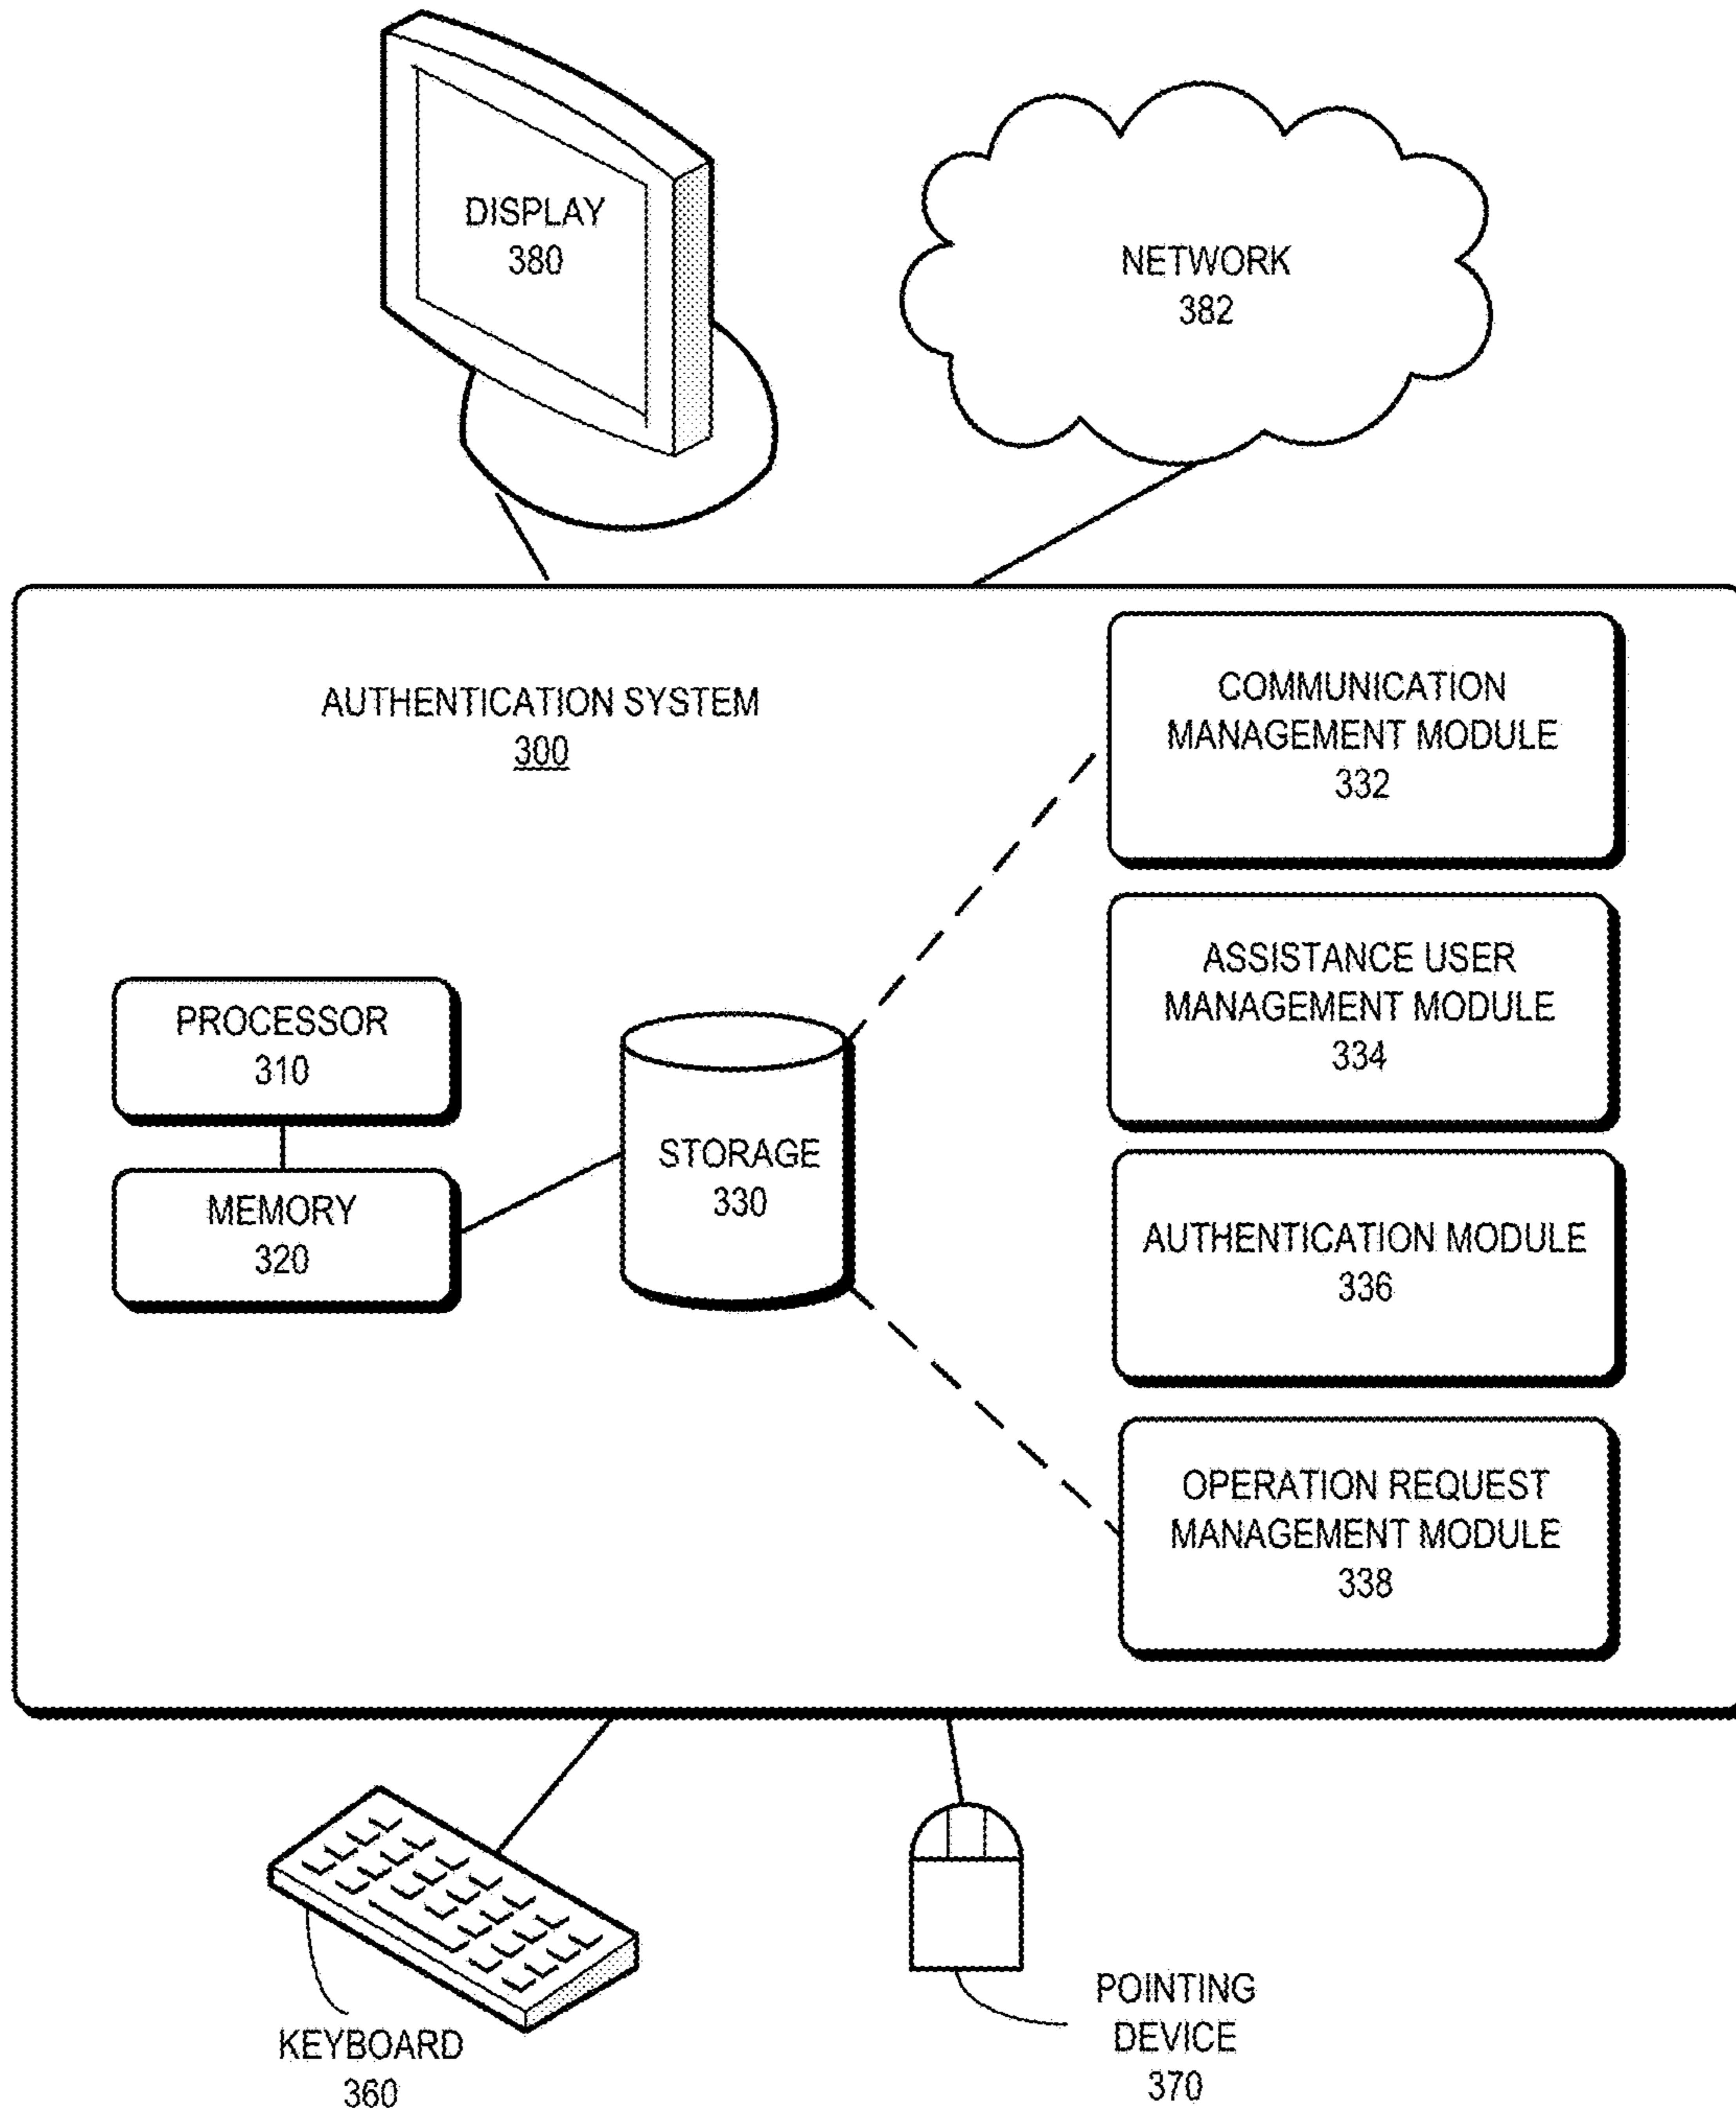 DISPLAY
380
NETWORK
382
AUTHENTICATION SYSTEM
300
COMMUNICATION
MANAGEMENT MODULE
332
ASSISTANCE USER
MANAGEMENT MODULE
334
PROCESSOR
310
MEMORY
320
STORAGE
330
AUTHENTICATION MODULE
336
OPERATION REQUEST
MANAGEMENT MODULE
338
KEYBOARD
360
POINTING
DEVICE
370